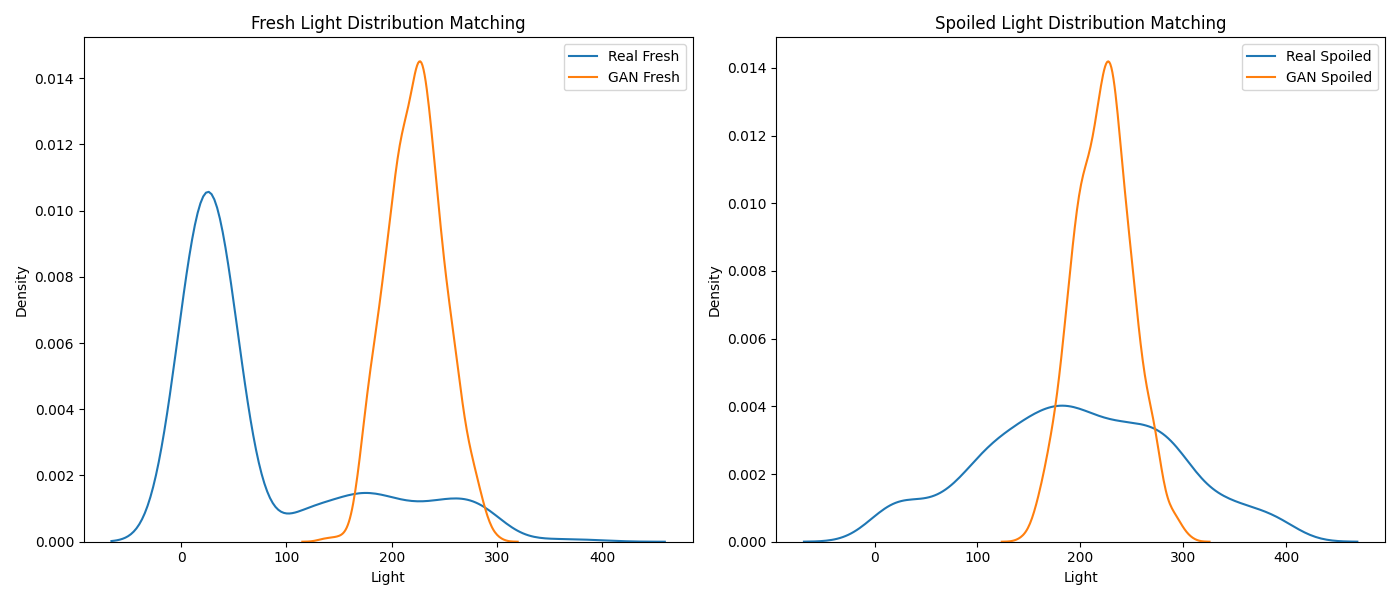 Fresh Light Distribution Matching
Real Fresh
GAN Fresh
0.014
0.012
0.010
0.008
0.006
0.004
0.002
0.000
Density
0
100
200
300
400
Light
Spoiled Light Distribution Matching
Real Spoiled
GAN Spoiled
0.014
0.012
0.010
0.008
0.006
0.004
0.002
0.000
Density
0
100
200
300
400
Light